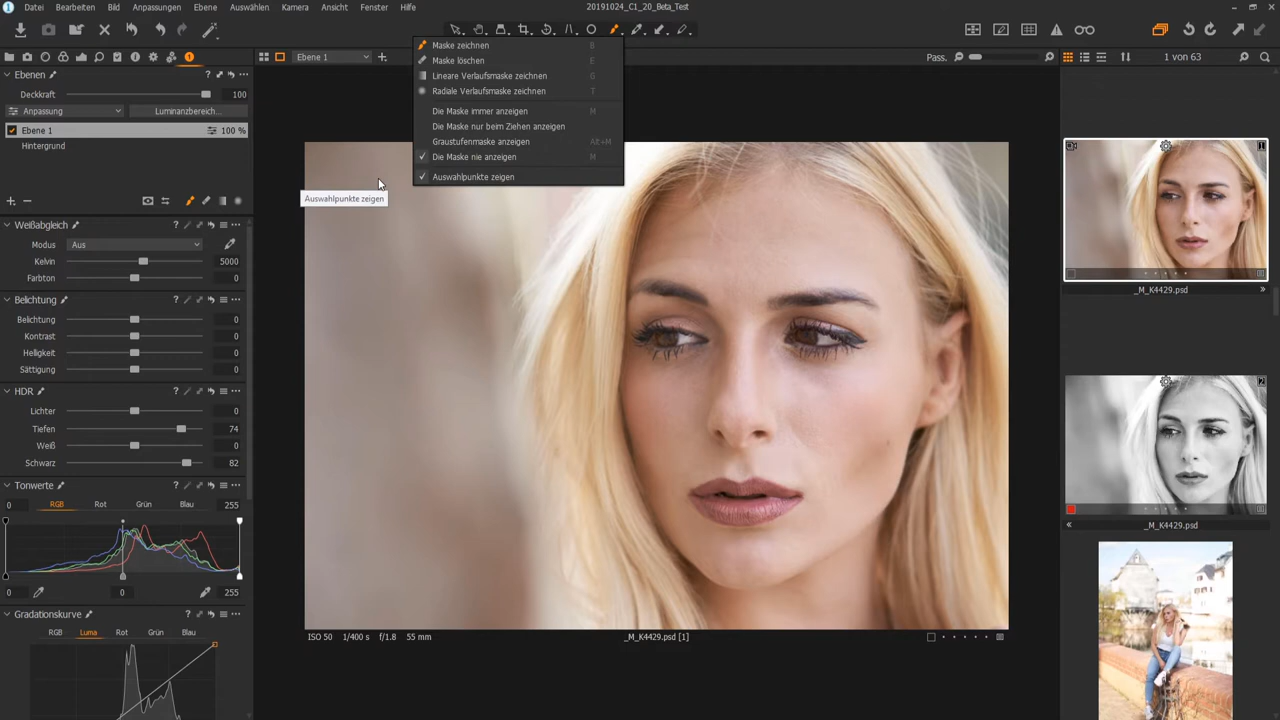 Datei Bearbeiten Bild Anpassungen Ebene Auswählen Kamera Ansicht Fenster Hilfe
20191024_C1_20_Beta_Test
Ebene 1
Pass.
1 von 63
Ebenen
Deckkraft 100
Anpassung Luminanzbereich...
Ebene 1 100 %
Hintergrund
Maske zeichnen B
Maske löschen E
Lineare Verlaufsmaske zeichnen G
Radiale Verlaufsmaske zeichnen T
Die Maske immer anzeigen M
Die Maske nur beim Ziehen anzeigen
Graustufenmaske anzeigen Alt+M
Die Maske nie anzeigen M
Auswahlpunkte zeigen
Auswahlpunkte zeigen
Weißabgleich
Modus Aus
Kelvin 5000
Farbton 0
Belichtung
Belichtung 0
Kontrast 0
Helligkeit 0
Sättigung 0
HDR
Lichter 0
Tiefen 74
Weiß 0
Schwarz 82
Tonwerte
0 RGB Rot Grün Blau 255
0 0 255
Gradationskurve
RGB Luma Rot Grün Blau
ISO 50 1/400 s f/1.8 55 mm
_M_K4429.psd [1]
1
_M_K4429.psd
2
_M_K4429.psd